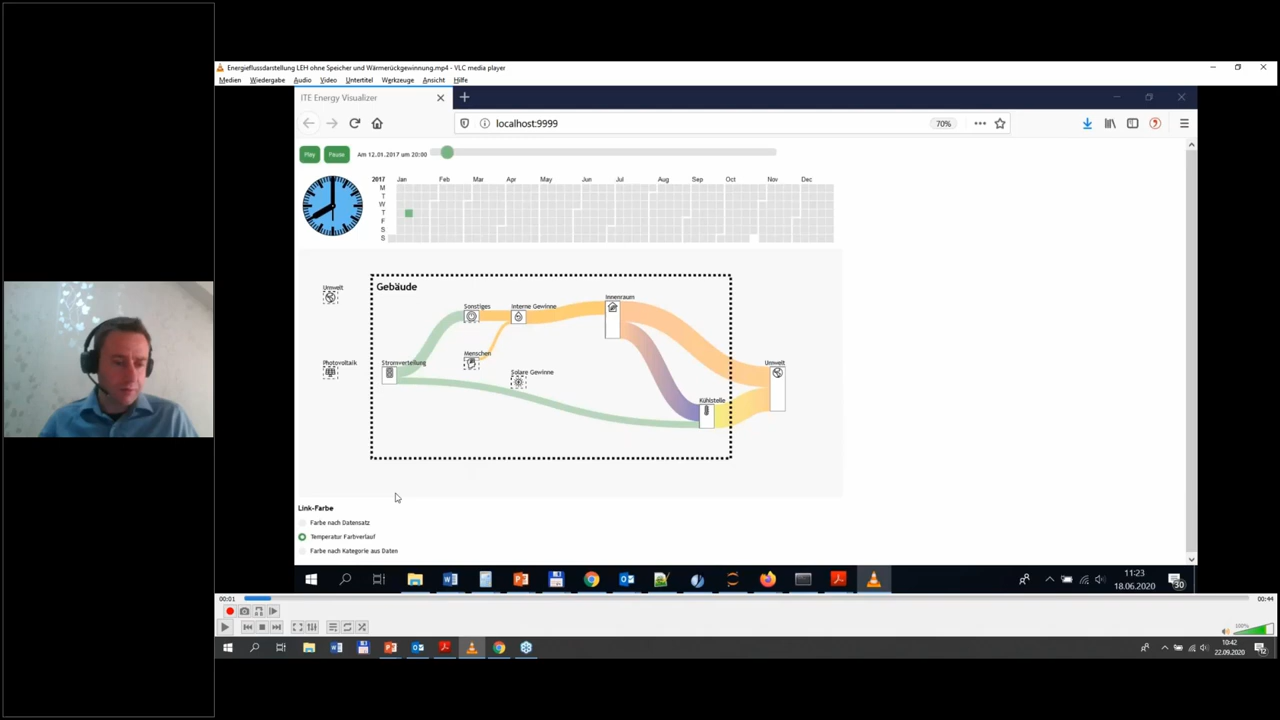 Energieflussdarstellung LEH ohne Speicher und Wärmerückgewinnung.mp4 - VLC media player
Medien Wiedergabe Audio Video Untertitel Werkzeuge Ansicht Hilfe
ITE Energy Visualizer
localhost:9999
70%
Play Pause Am 12.01.2017 um 20:00
2017 Jan Feb Mar Apr May Jun Jul Aug Sep Oct Nov Dec
M
T
W
T
F
S
S
Umwelt
Gebäude
Sonstiges
Interne Gewinne
Innenraum
Menschen
Photovoltaik
Stromverteilung
Solare Gewinne
Umwelt
Kühlstelle
Link-Farbe
Farbe nach Datensatz
Temperatur Farbverlauf
Farbe nach Kategorie aus Daten
11:23
18.06.2020
30
00:01
00:44
100%
10:42
22.09.2020